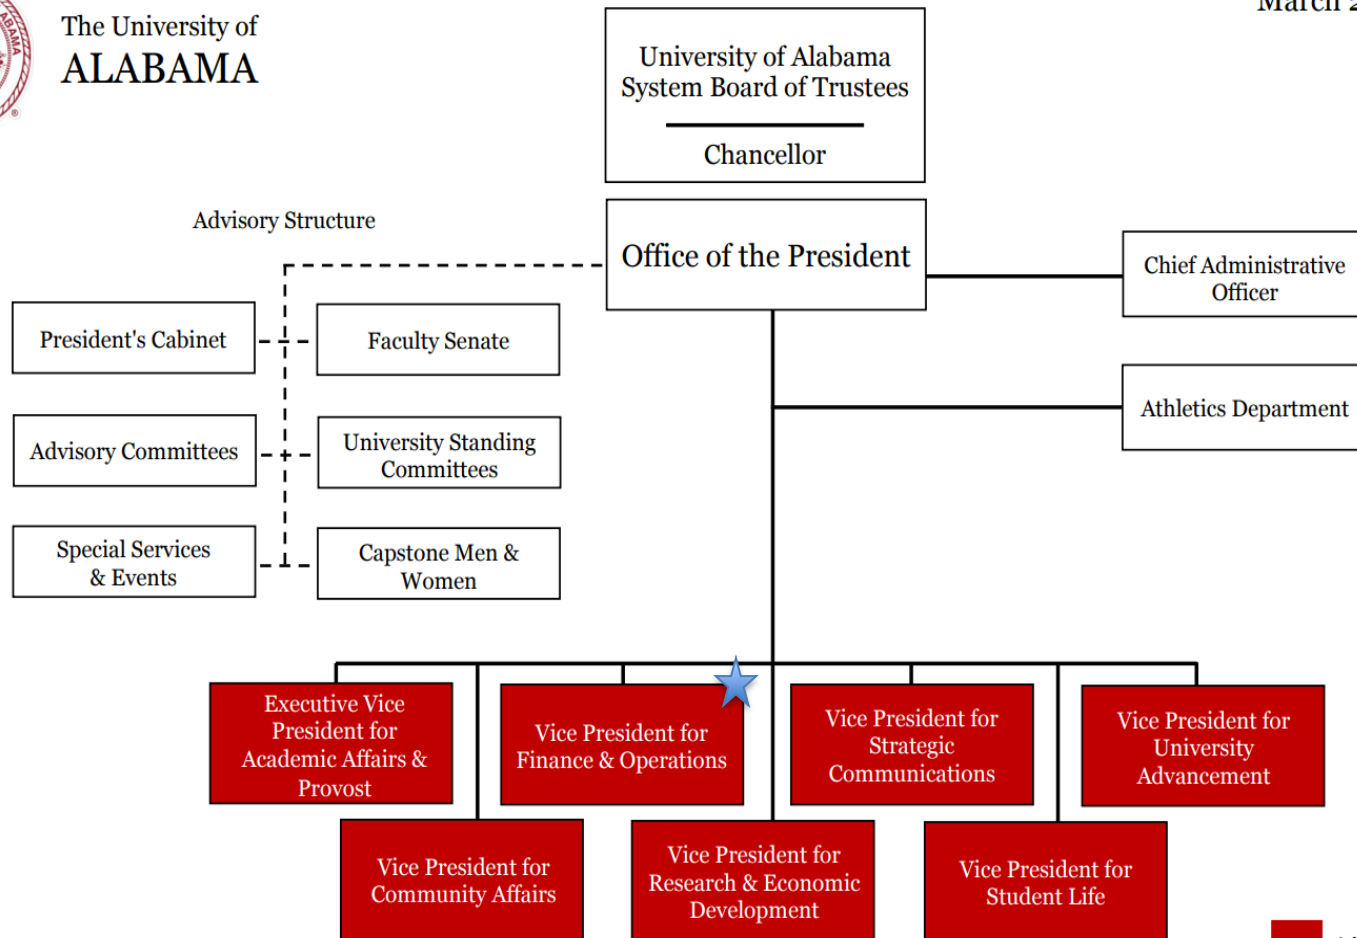 ALABAMA
The University of
ALABAMA
®
March 2
University of Alabama
System Board of Trustees
Chancellor
Advisory Structure
Office of the President
Chief Administrative
Officer
President's Cabinet
Faculty Senate
Athletics Department
Advisory Committees
University Standing
Committees
Special Services
& Events
Capstone Men &
Women
Executive Vice
President for
Academic Affairs &
Provost
Vice President for
Finance & Operations
Vice President for
Strategic
Communications
Vice President for
University
Advancement
Vice President for
Community Affairs
Vice President for
Research & Economic
Development
Vice President for
Student Life